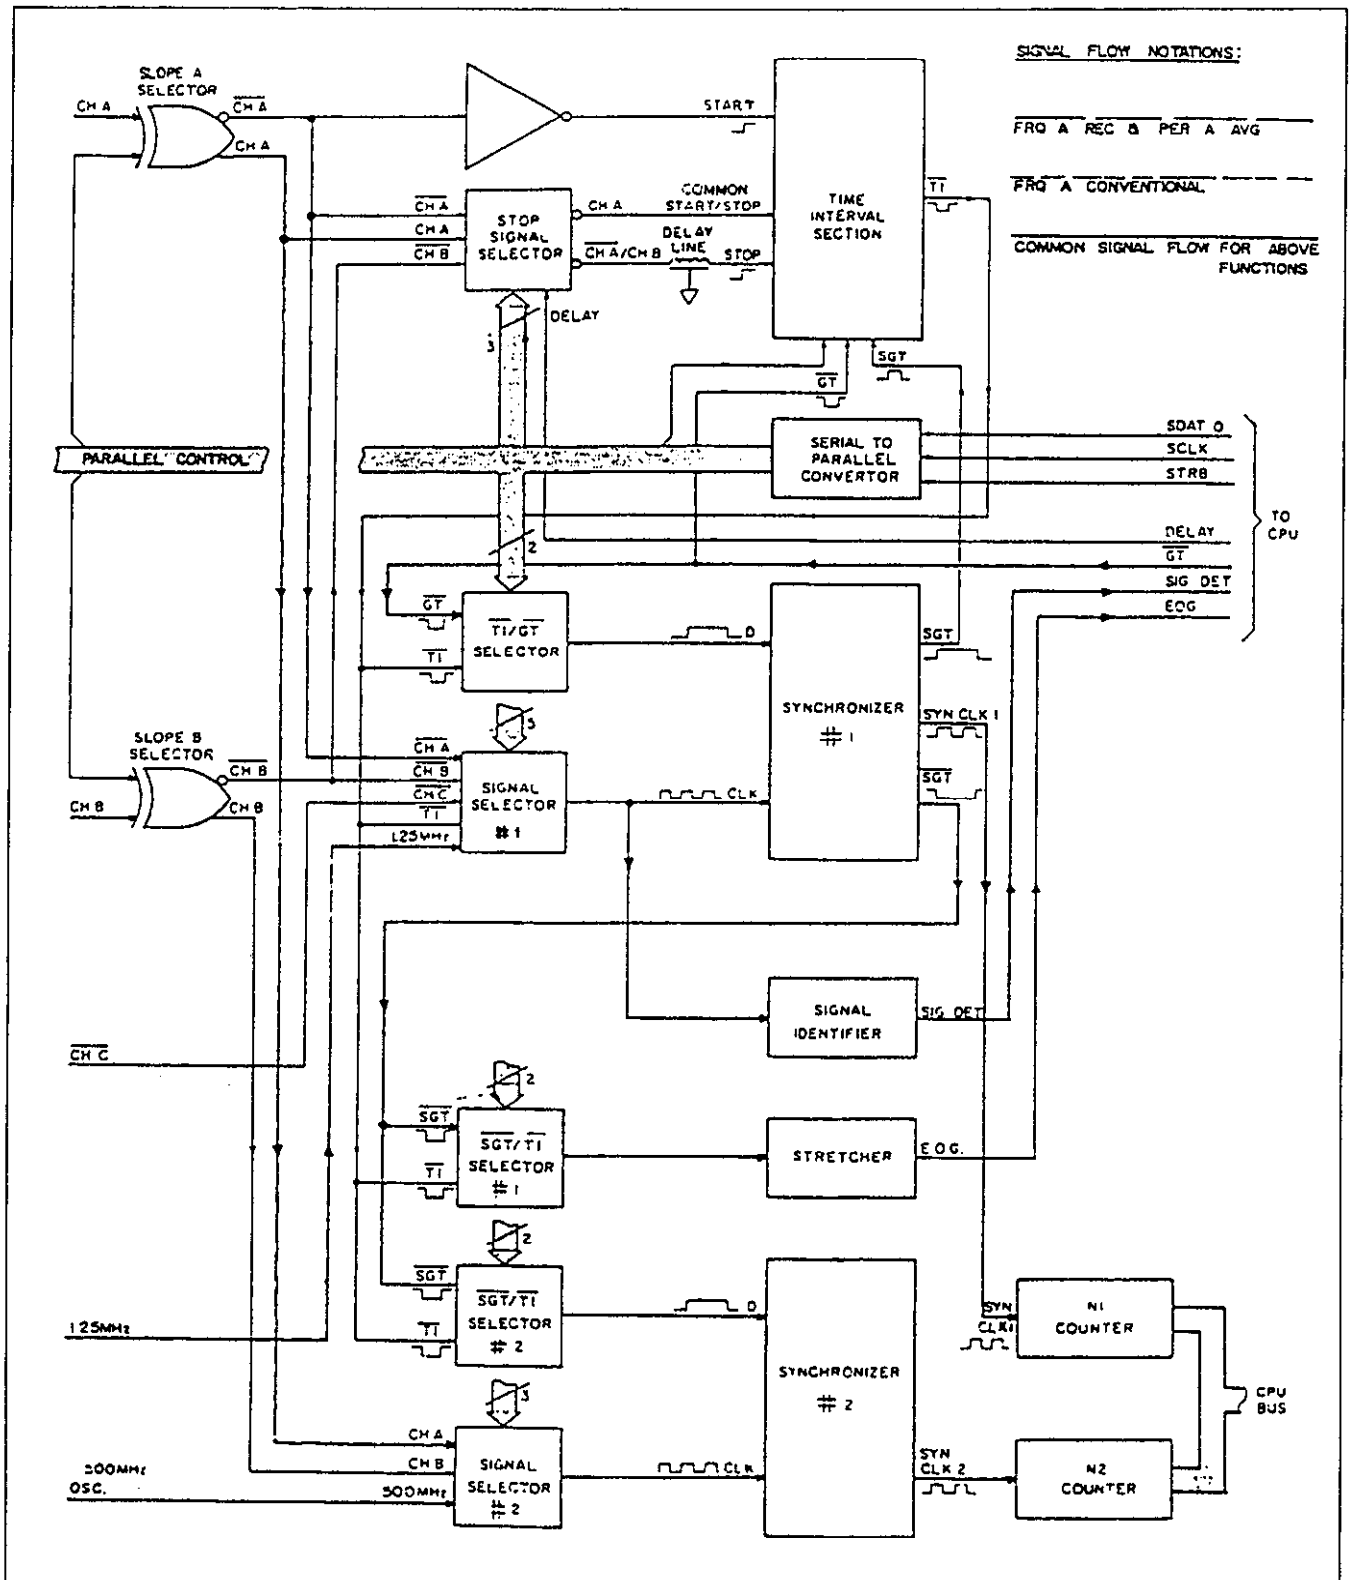 SIGNAL FLOW NOTATIONS:
FRQ A REC & PER A AVG
FRQ A CONVENTIONAL
COMMON SIGNAL FLOW FOR ABOVE
FUNCTIONS
SLOPE A
SELECTOR
CH A
CH A
CH A
START
TIME
INTERVAL
SECTION
TI
CH A
CH A
CH B
STOP
SIGNAL
SELECTOR
CH A
COMMON
START/STOP
CH A/CH B
DELAY
LINE
STOP
DELAY
3
GT
SGT
PARALLEL CONTROL
SERIAL TO
PARALLEL
CONVERTOR
SDAT 0
SCLK
STRB
TO
CPU
DELAY
GT
SIG DET
EOG
2
GT
TI
TI/GT
SELECTOR
D
SGT
SYNCHRONIZER
# 1
SYN CLK 1
SGT
3
SLOPE B
SELECTOR
CH B
CH B
CH B
CH A
CH B
CH C
TI
1.25MHz
SIGNAL
SELECTOR
# 1
CLK
SIGNAL
IDENTIFIER
SIG DET
CH C
2
SGT
TI
SGT/TI
SELECTOR
# 1
STRETCHER
E.O.G.
2
SGT
TI
SGT/TI
SELECTOR
# 2
D
1.25MHz
SYNCHRONIZER
# 2
SYN
CLK1
N1
COUNTER
CPU
BUS
3
CH A
CH B
500MHz
SIGNAL
SELECTOR
# 2
CLK
SYN
CLK 2
N2
COUNTER
500MHz
OSC.